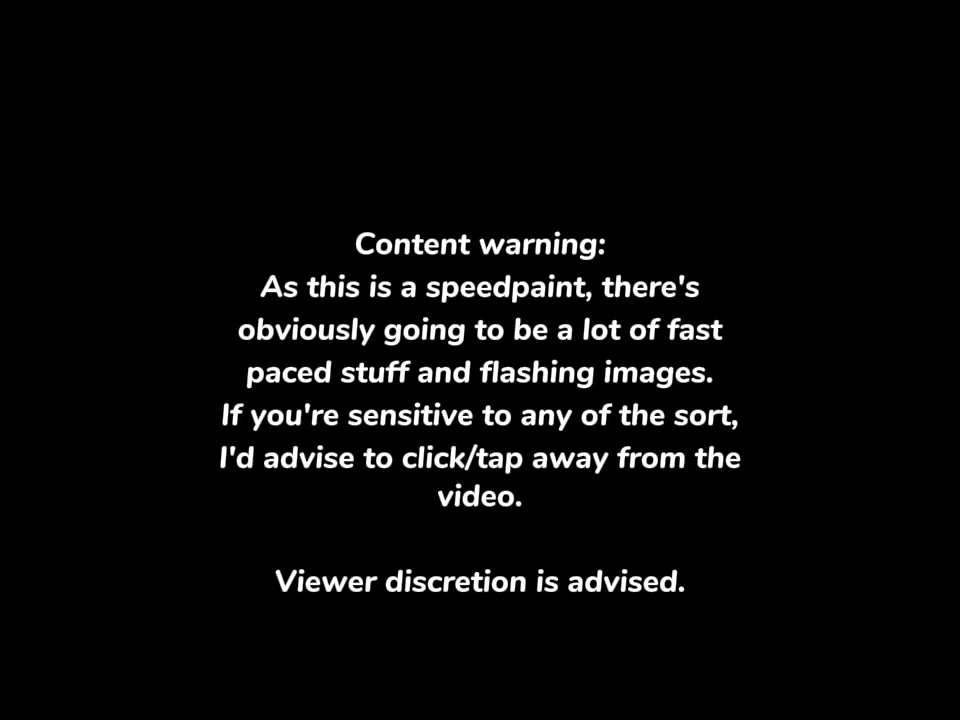 Content warning:
As this is a speedpaint, there's
obviously going to be a lot of fast
paced stuff and flashing images.
If you're sensitive to any of the sort,
I'd advise to click/tap away from the
video.
Viewer discretion is advised.